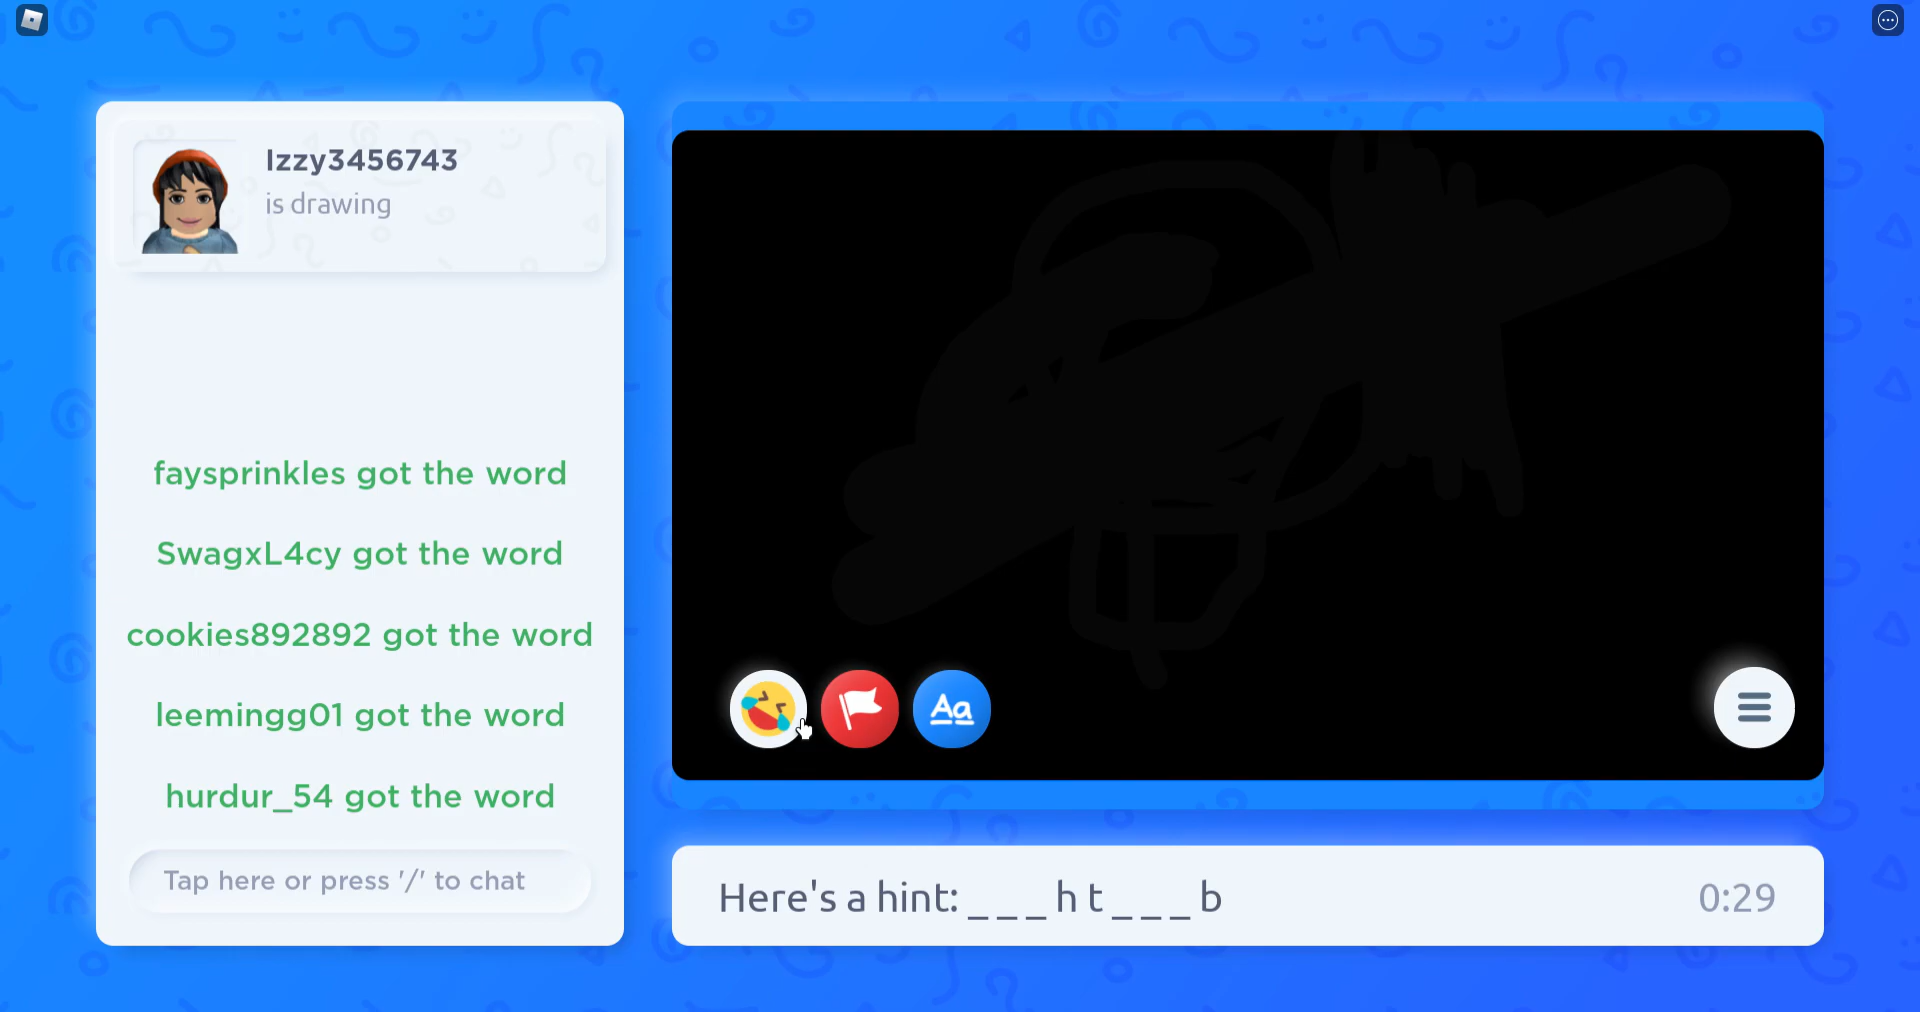 Izzy3456743
is drawing
faysprinkles got the word
SwagxL4cy got the word
cookies892892 got the word
leemingg01 got the word
hurdur_54 got the word
Tap here or press '/' to chat
Aa
Here's a hint: _ _ _ h t _ _ _ b
0:29